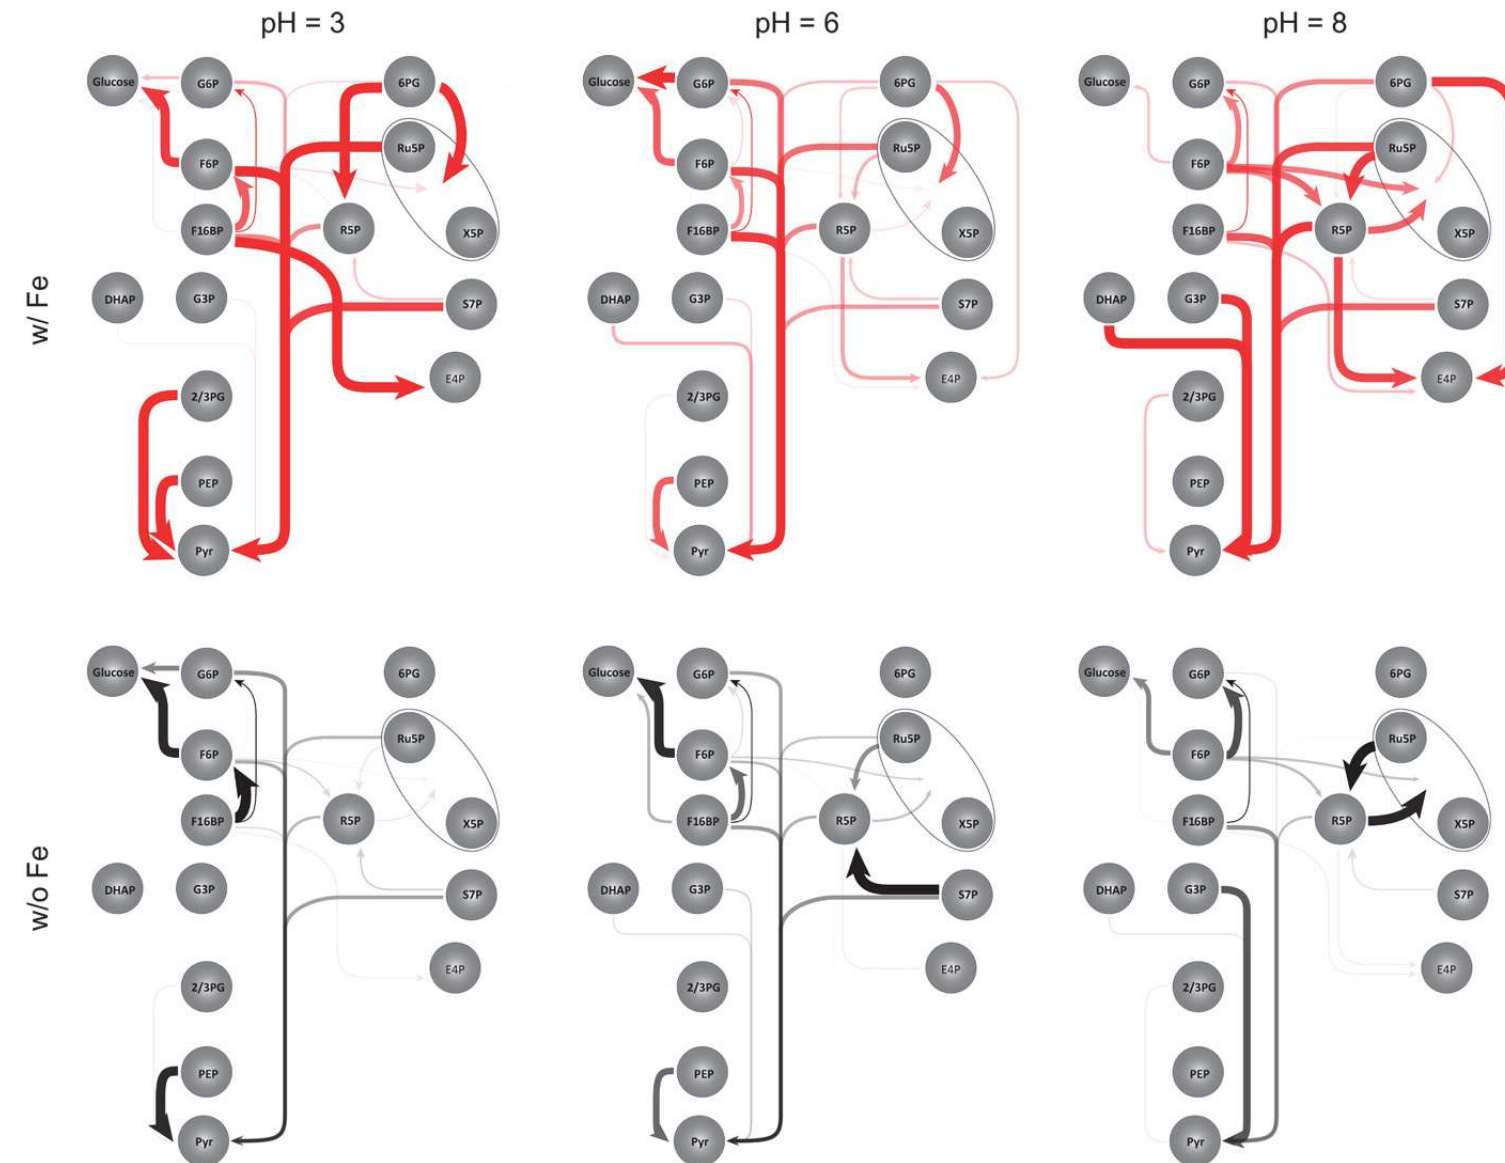 pH = 3
pH = 6
pH = 8
w/ Fe
Glucose
G6P
6PG
F6P
Ru5P
F16BP
R5P
X5P
DHAP
G3P
S7P
E4P
2/3PG
PEP
Pyr
Glucose
G6P
6PG
F6P
Ru5P
F16BP
R5P
X5P
DHAP
G3P
S7P
E4P
2/3PG
PEP
Pyr
Glucose
G6P
6PG
F6P
Ru5P
F16BP
R5P
X5P
DHAP
G3P
S7P
E4P
2/3PG
PEP
Pyr
w/o Fe
Glucose
G6P
6PG
F6P
Ru5P
F16BP
R5P
X5P
DHAP
G3P
S7P
E4P
2/3PG
PEP
Pyr
Glucose
G6P
6PG
F6P
Ru5P
F16BP
R5P
X5P
DHAP
G3P
S7P
E4P
2/3PG
PEP
Pyr
Glucose
G6P
6PG
F6P
Ru5P
F16BP
R5P
X5P
DHAP
G3P
S7P
E4P
2/3PG
PEP
Pyr